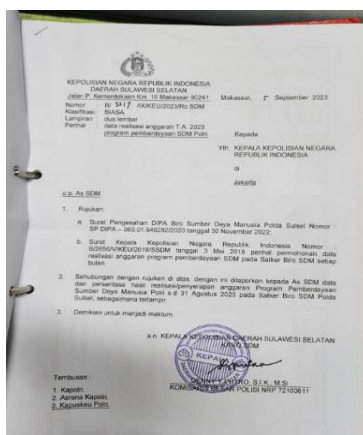 KEPOLISIAN NEGARA REPUBLIK INDONESIA
DAERAH SULAWESI SELATAN
Jalan P. Kemerdekaan Km. 16 Makassar 90241
Makassar, 5 September 2023
Nomor : B/ 5217 /IX/KEU/2023/Ro SDM
Klasifikasi : BIASA
Lampiran : dua lembar
Perihal : data realisasi anggaran T.A. 2023
program pemberdayaan SDM Polri.
Kepada
Yth. KEPALA KEPOLISIAN NEGARA
REPUBLIK INDONESIA
di
Jakarta
u.p. As SDM
1. Rujukan:
a. Surat Pengesahan DIPA Biro Sumber Daya Manusia Polda Sulsel Nomor :
SP DIPA – 060.01.646282/2023 tanggal 30 November 2022;
b. Surat Kepala Kepolisian Negara Republik Indonesia Nomor :
B/2656/V/KEU/2018/SSDM tanggal 3 Mei 2018 perihal permohonan data
realisasi anggaran program pemberdayaan SDM pada Satker Biro SDM setiap
bulan.
2. Sehubungan dengan rujukan di atas, dengan ini dilaporkan kepada As SDM data
dan persentase hasil realisasi/penyerapan anggaran Program Pemberdayaan
Sumber Daya Manusia Polri s.d 31 Agustus 2023 pada Satker Biro SDM Polda
Sulsel, sebagaimana terlampir.
3. Demikian untuk menjadi maklum.
a.n. KEPALA KEPOLISIAN DAERAH SULAWESI SELATAN
KARO SDM
KEPALA
S.I.K., M.Si
KOMISARIS BESAR POLISI NRP 72100611
Tembusan :
1. Kapolri.
2. Asrena Kapolri.
3. Kapuskeu Polri.